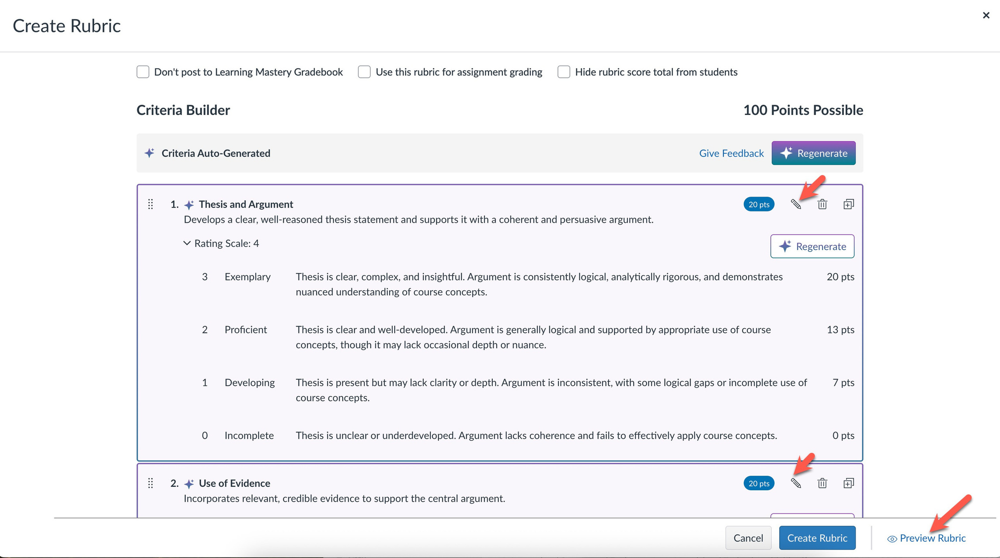 Create Rubric
Don't post to Learning Mastery Gradebook Use this rubric for assignment grading Hide rubric score total from students
Criteria Builder 100 Points Possible
Criteria Auto-Generated Give Feedback Regenerate
1. Thesis and Argument 20 pts
Develops a clear, well-reasoned thesis statement and supports it with a coherent and persuasive argument.
Rating Scale: 4 Regenerate
3 Exemplary Thesis is clear, complex, and insightful. Argument is consistently logical, analytically rigorous, and demonstrates 20 pts
nuanced understanding of course concepts.
2 Proficient Thesis is clear and well-developed. Argument is generally logical and supported by appropriate use of course 13 pts
concepts, though it may lack occasional depth or nuance.
1 Developing Thesis is present but may lack clarity or depth. Argument is inconsistent, with some logical gaps or incomplete use of 7 pts
course concepts.
0 Incomplete Thesis is unclear or underdeveloped. Argument lacks coherence and fails to effectively apply course concepts. 0 pts
2. Use of Evidence 20 pts
Incorporates relevant, credible evidence to support the central argument.
Cancel Create Rubric Preview Rubric